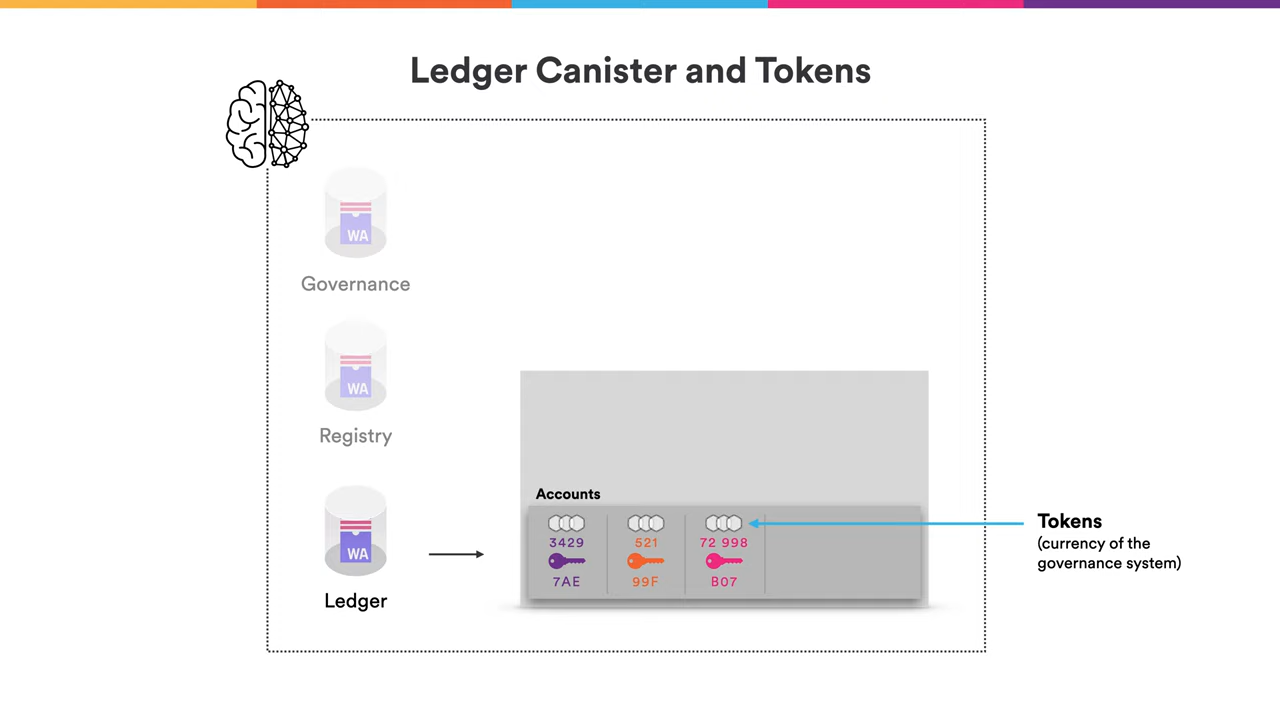 Ledger Canister and Tokens
WA
Governance
WA
Registry
WA
Ledger
Accounts
3429 521 72 998
7AE 99F B07
Tokens
(currency of the
governance system)